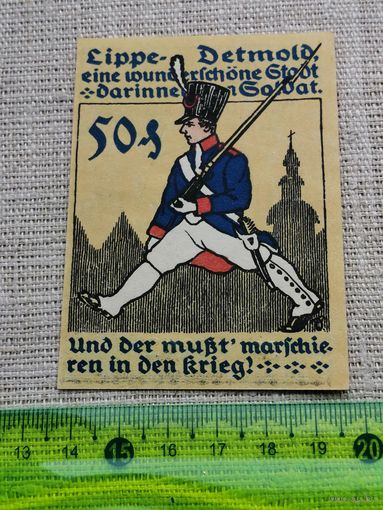 Lippe-Detmold,
eine wunderschöne Stadt
darinnen Soldat.
50 ₰
Und der mußt' marschie-
ren in den Krieg!
13 14 15 16 17 18 19 20